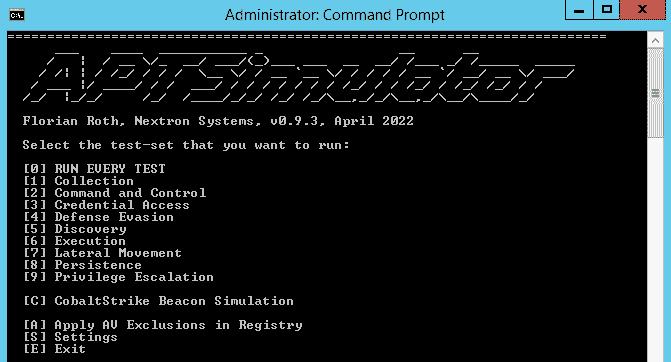 Administrator: Command Prompt
APTSimulator
Florian Roth, Nextron Systems, v0.9.3, April 2022
Select the test-set that you want to run:
[0] RUN EVERY TEST
[1] Collection
[2] Command and Control
[3] Credential Access
[4] Defense Evasion
[5] Discovery
[6] Execution
[7] Lateral Movement
[8] Persistence
[9] Privilege Escalation
[C] CobaltStrike Beacon Simulation
[A] Apply AV Exclusions in Registry
[S] Settings
[E] Exit